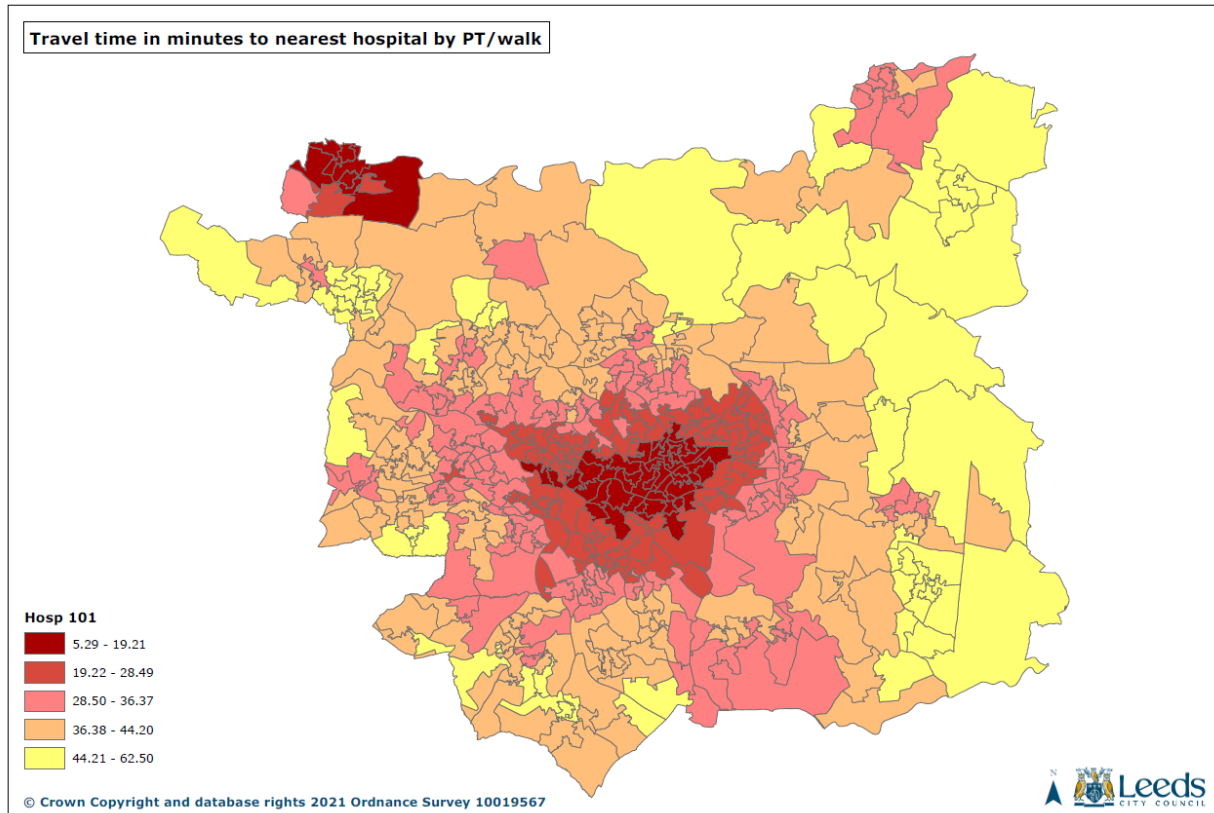 Travel time in minutes to nearest hospital by PT/walk
Hosp 101
5.29 - 19.21
19.22 - 28.49
28.50 - 36.37
36.38 - 44.20
44.21 - 62.50
© Crown Copyright and database rights 2021 Ordnance Survey 10019567
N
Leeds
CITY COUNCIL